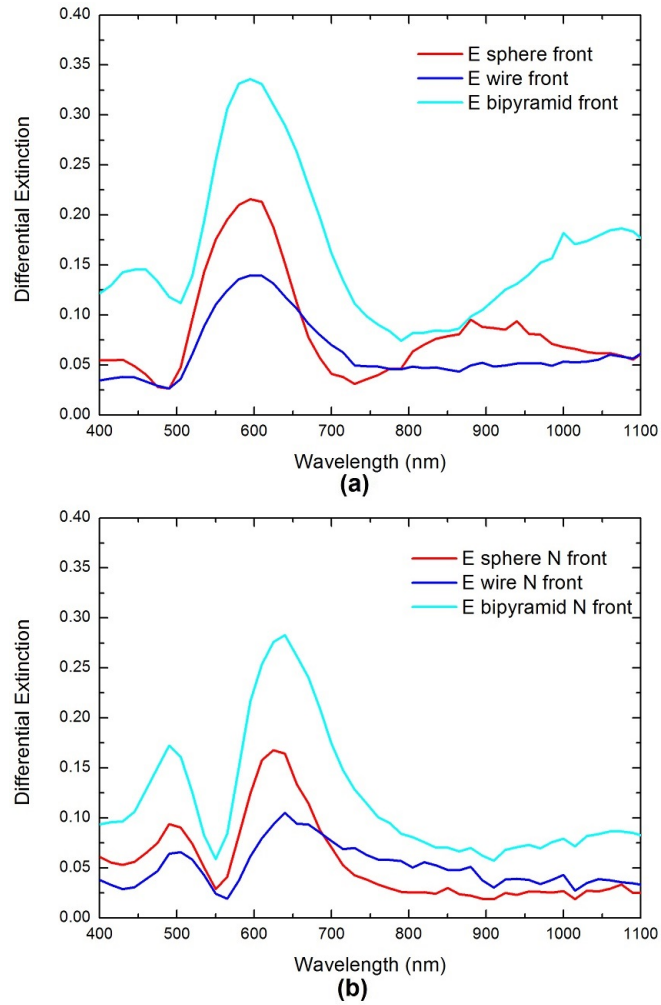 0.40
0.35
0.30
0.25
0.20
0.15
0.10
0.05
0.00
Differential Extinction
E sphere front
E wire front
E bipyramid front
400 500 600 700 800 900 1000 1100
Wavelength (nm)
(a)
0.40
0.35
0.30
0.25
0.20
0.15
0.10
0.05
0.00
Differential Extinction
E sphere N front
E wire N front
E bipyramid N front
400 500 600 700 800 900 1000 1100
Wavelength (nm)
(b)